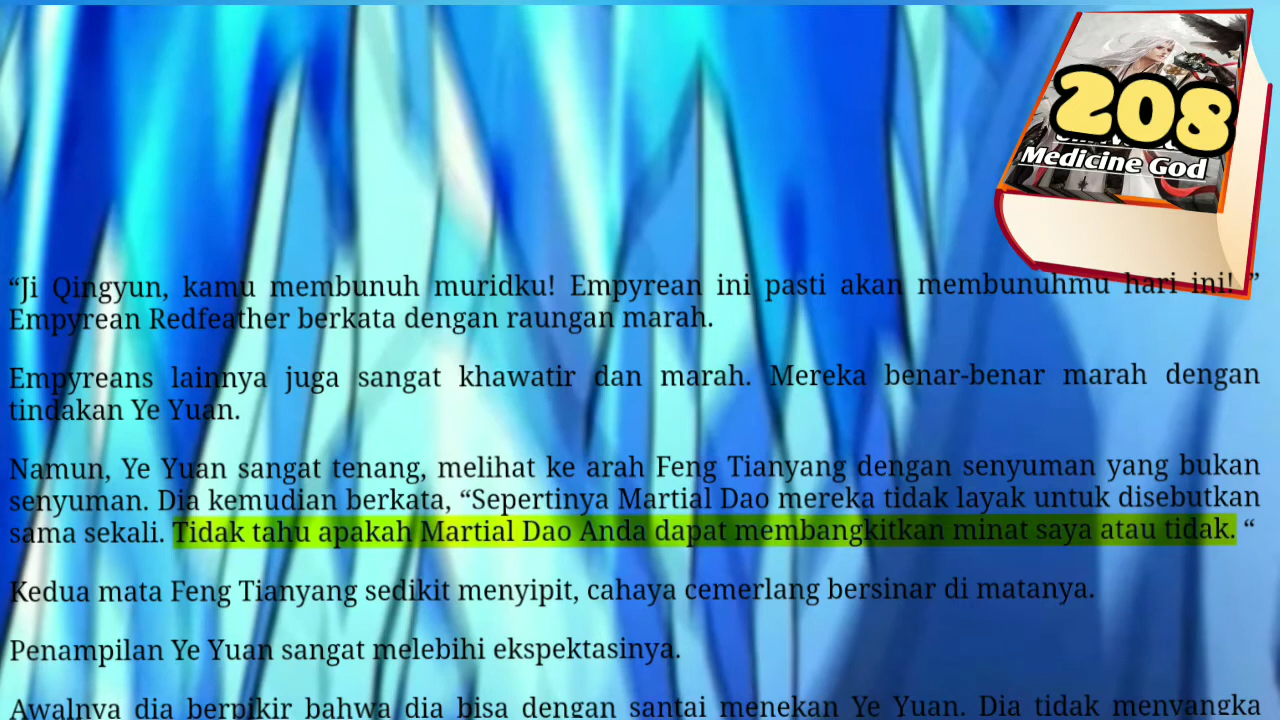 208
Medicine God
“Ji Qingyun, kamu membunuh muridku! Empyrean ini pasti akan membunuhmu hari ini! ”
Empyrean Redfeather berkata dengan raungan marah.
Empyreans lainnya juga sangat khawatir dan marah. Mereka benar-benar marah dengan
tindakan Ye Yuan.
Namun, Ye Yuan sangat tenang, melihat ke arah Feng Tianyang dengan senyuman yang bukan
senyuman. Dia kemudian berkata, “Sepertinya Martial Dao mereka tidak layak untuk disebutkan
sama sekali. Tidak tahu apakah Martial Dao Anda dapat membangkitkan minat saya atau tidak. “
Kedua mata Feng Tianyang sedikit menyipit, cahaya cemerlang bersinar di matanya.
Penampilan Ye Yuan sangat melebihi ekspektasinya.
Awalnya dia berpikir bahwa dia bisa dengan santai menekan Ye Yuan. Dia tidak menyangka